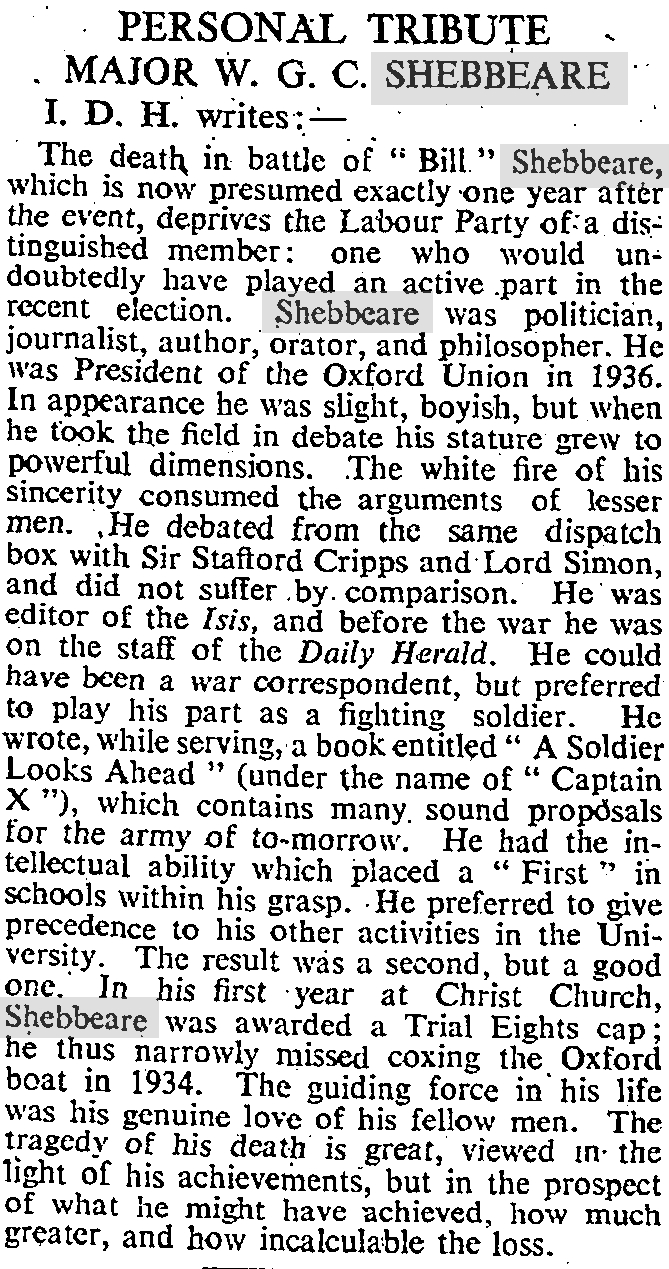 PERSONAL TRIBUTE
MAJOR W. G. C. SHEBBEARE
I. D. H. writes:—
The death in battle of “ Bill ” Shebbeare,
which is now presumed exactly one year after
the event, deprives the Labour Party of a dis-
tinguished member: one who would un-
doubtedly have played an active part in the
recent election. Shebbeare was politician,
journalist, author, orator, and philosopher. He
was President of the Oxford Union in 1936.
In appearance he was slight, boyish, but when
he took the field in debate his stature grew to
powerful dimensions. The white fire of his
sincerity consumed the arguments of lesser
men. He debated from the same dispatch
box with Sir Stafford Cripps and Lord Simon,
and did not suffer by comparison. He was
editor of the Isis, and before the war he was
on the staff of the Daily Herald. He could
have been a war correspondent, but preferred
to play his part as a fighting soldier. He
wrote, while serving, a book entitled “ A Soldier
Looks Ahead ” (under the name of “ Captain
X ”), which contains many sound proposals
for the army of to-morrow. He had the in-
tellectual ability which placed a “ First ” in
schools within his grasp. He preferred to give
precedence to his other activities in the Uni-
versity. The result was a second, but a good
one. In his first year at Christ Church,
Shebbeare was awarded a Trial Eights cap;
he thus narrowly missed coxing the Oxford
boat in 1934. The guiding force in his life
was his genuine love of his fellow men. The
tragedy of his death is great, viewed in the
light of his achievements, but in the prospect
of what he might have achieved, how much
greater, and how incalculable the loss.